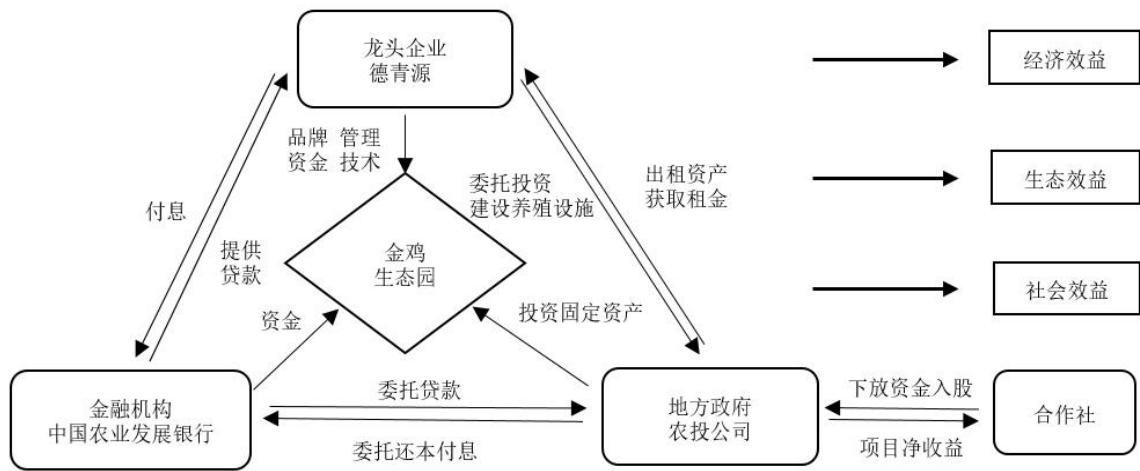 龙头企业
德青源
经济效益
品牌 管理
资金 技术
委托投资
建设养殖设施
出租资产
获取租金
生态效益
付息
提供
贷款
金鸡
生态园
资金
投资固定资产
社会效益
金融机构
中国农业发展银行
委托贷款
委托还本付息
地方政府
农投公司
下放资金入股
项目净收益
合作社